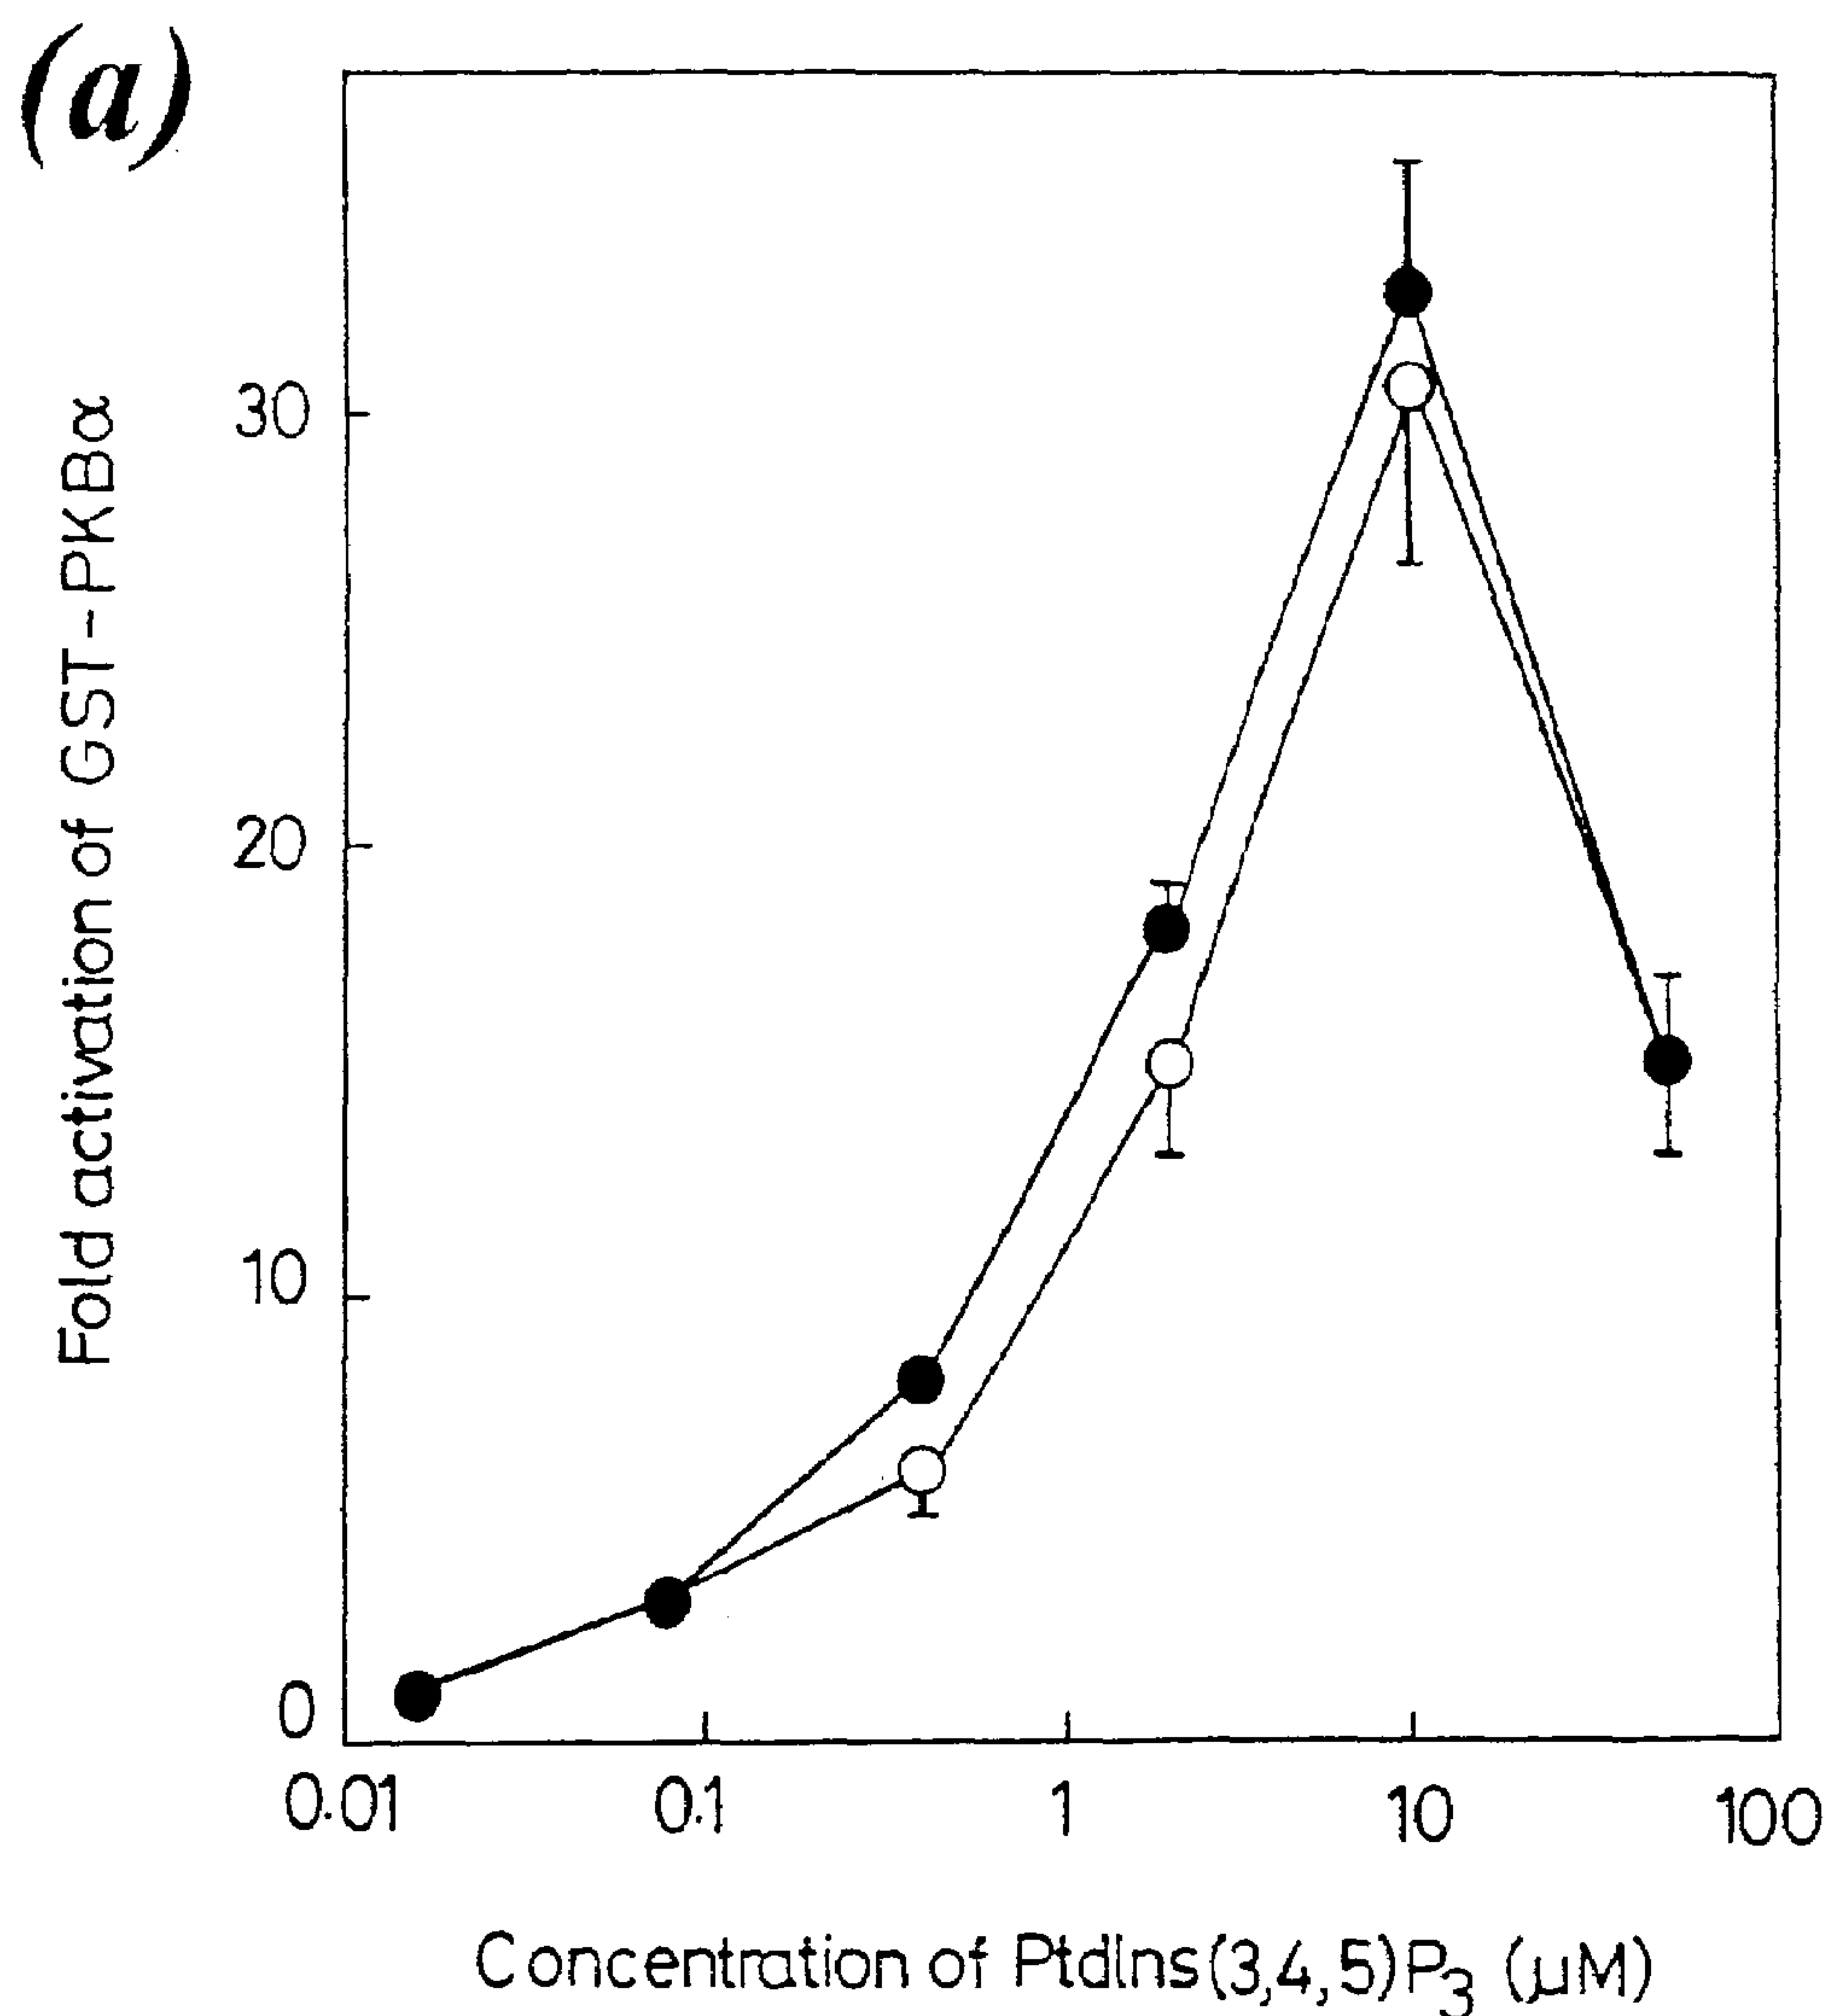 (a)
Fold activation of GST-PKBα
30
20
10
0
0.01 0.1 1 10 100
Concentration of PtdIns(3,4,5)P3 (μM)